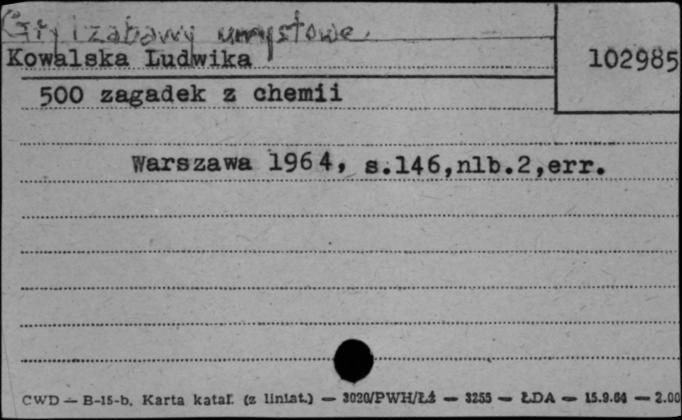 Gry i zabawy umysłowe
Kowalska Ludwika
102985
500 zagadek z chemii
Warszawa 1964, s.146,nlb.2,err.
CWD — B-15-b. Karta katal. (z liniat.) — 3020/PWH/Łź — 3255 — ŁDA — 15.9.64 — 2.00